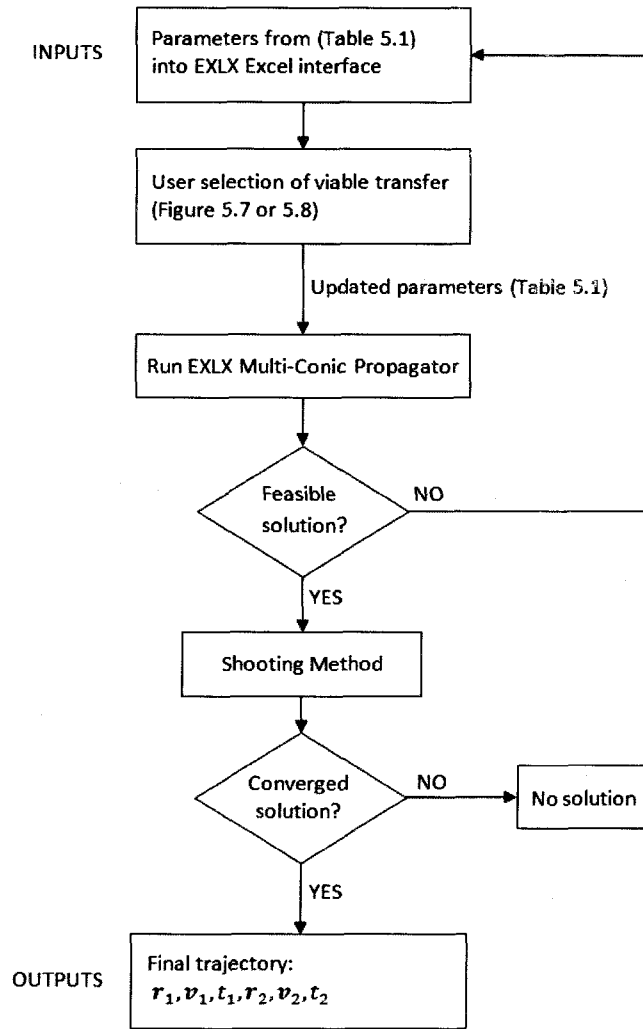 INPUTS
Parameters from (Table 5.1)
into EXLX Excel interface
User selection of viable transfer
(Figure 5.7 or 5.8)
Updated parameters (Table 5.1)
Run EXLX Multi-Conic Propagator
Feasible
solution?
NO
YES
Shooting Method
Converged
solution?
NO
No solution
YES
OUTPUTS
Final trajectory:
r₁, v₁, t₁, r₂, v₂, t₂